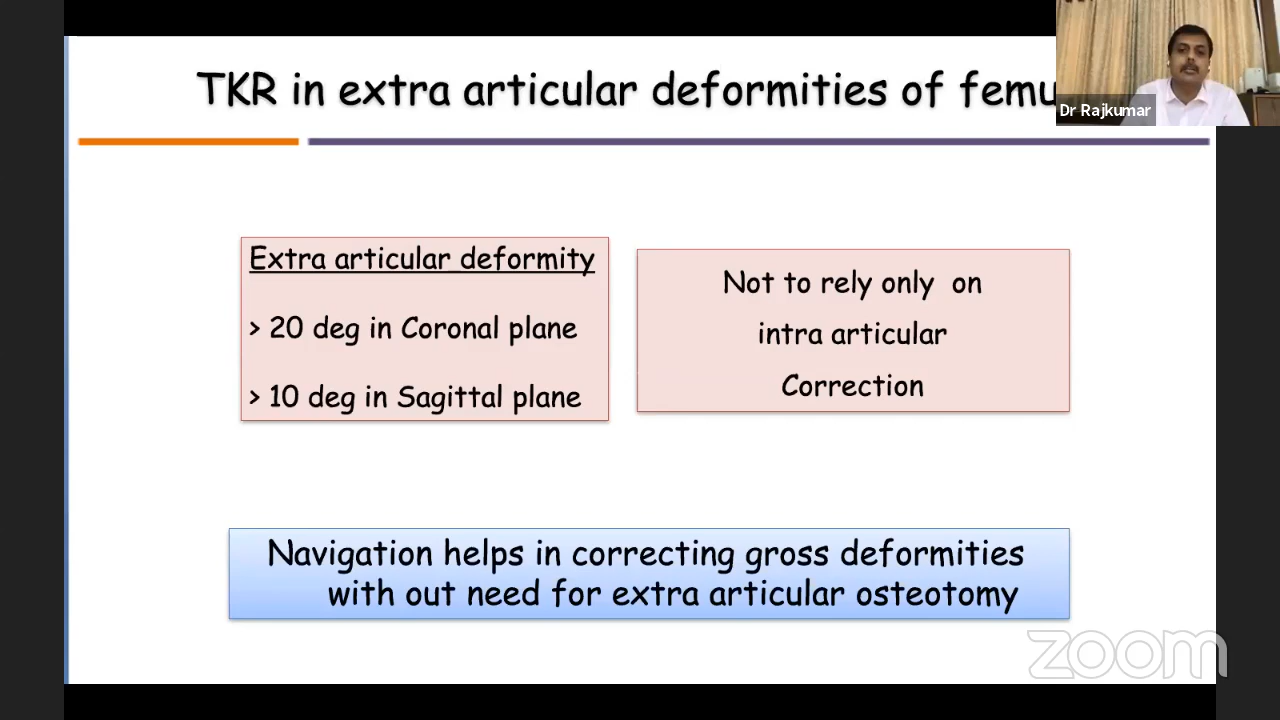 TKR in extra articular deformities of femu
Dr Rajkumar
Extra articular deformity
> 20 deg in Coronal plane
> 10 deg in Sagittal plane
Not to rely only on
intra articular
Correction
Navigation helps in correcting gross deformities
with out need for extra articular osteotomy
zoom